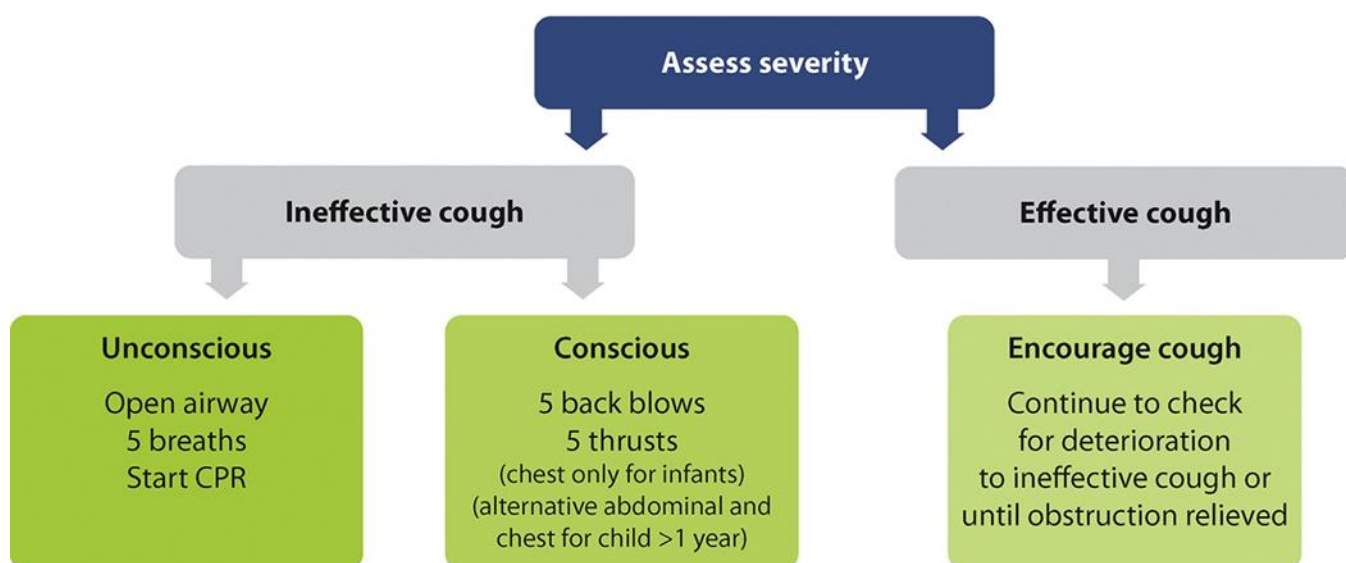 Assess severity
Ineffective cough
Effective cough
Unconscious
Open airway
5 breaths
Start CPR
Conscious
5 back blows
5 thrusts
(chest only for infants)
(alternative abdominal and
chest for child >1 year)
Encourage cough
Continue to check
for deterioration
to ineffective cough or
until obstruction relieved